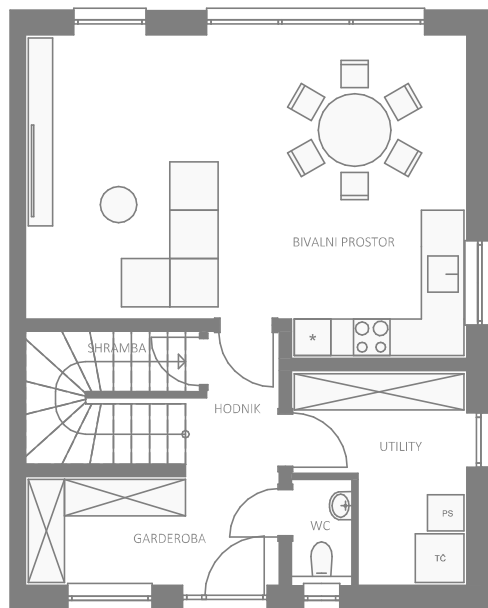 BIVALNI PROSTOR
SHRAMBA
*
HODNIK
UTILITY
PS
WC
GARDEROBA
TČ